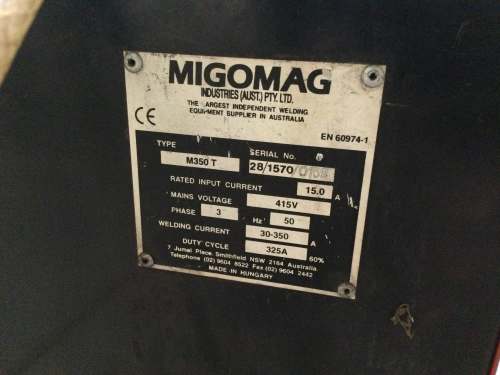 MIGOMAG
INDUSTRIES (AUST.) PTY. LTD.
THE LARGEST INDEPENDENT WELDING
EQUIPMENT SUPPLIER IN AUSTRALIA
CE
EN 60974-1
TYPE SERIAL No.
M350 T 28/1570/
RATED INPUT CURRENT 15.0 A
MAINS VOLTAGE 415V
PHASE 3 Hz 50
WELDING CURRENT 30-350 A
DUTY CYCLE 325A 60%
7 Jumal Place Smithfield NSW 2164 Australia
Telephone (02) 9604 8522 Fax (02) 9604 2442
MADE IN HUNGARY